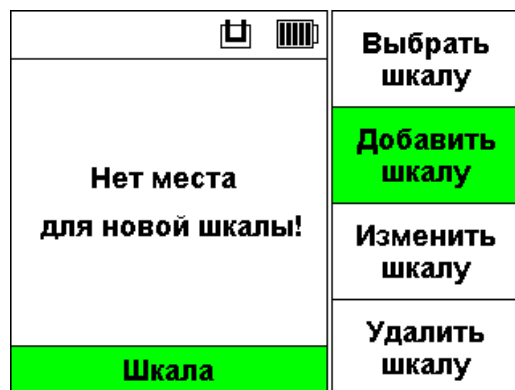 Нет места
для новой шкалы!
Шкала
Выбрать
шкалу
Добавить
шкалу
Изменить
шкалу
Удалить
шкалу